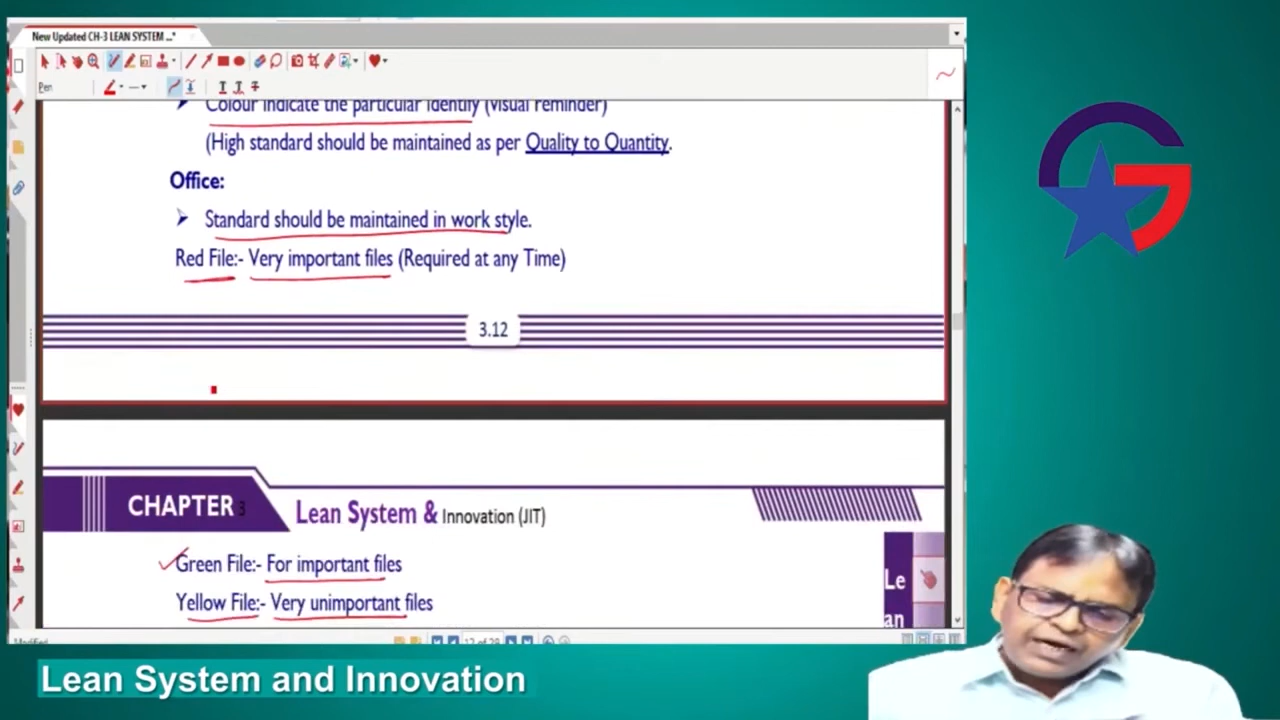 New Updated CH-3 LEAN SYSTEM ...*
Pen
Colour indicate the particular identify (visual reminder)
(High standard should be maintained as per Quality to Quantity.
Office:
Standard should be maintained in work style.
Red File:- Very important files (Required at any Time)
3.12
CHAPTER 3
Lean System & Innovation (JIT)
Green File:- For important files
Le
Yellow File:- Very unimportant files
an
Lean System and Innovation